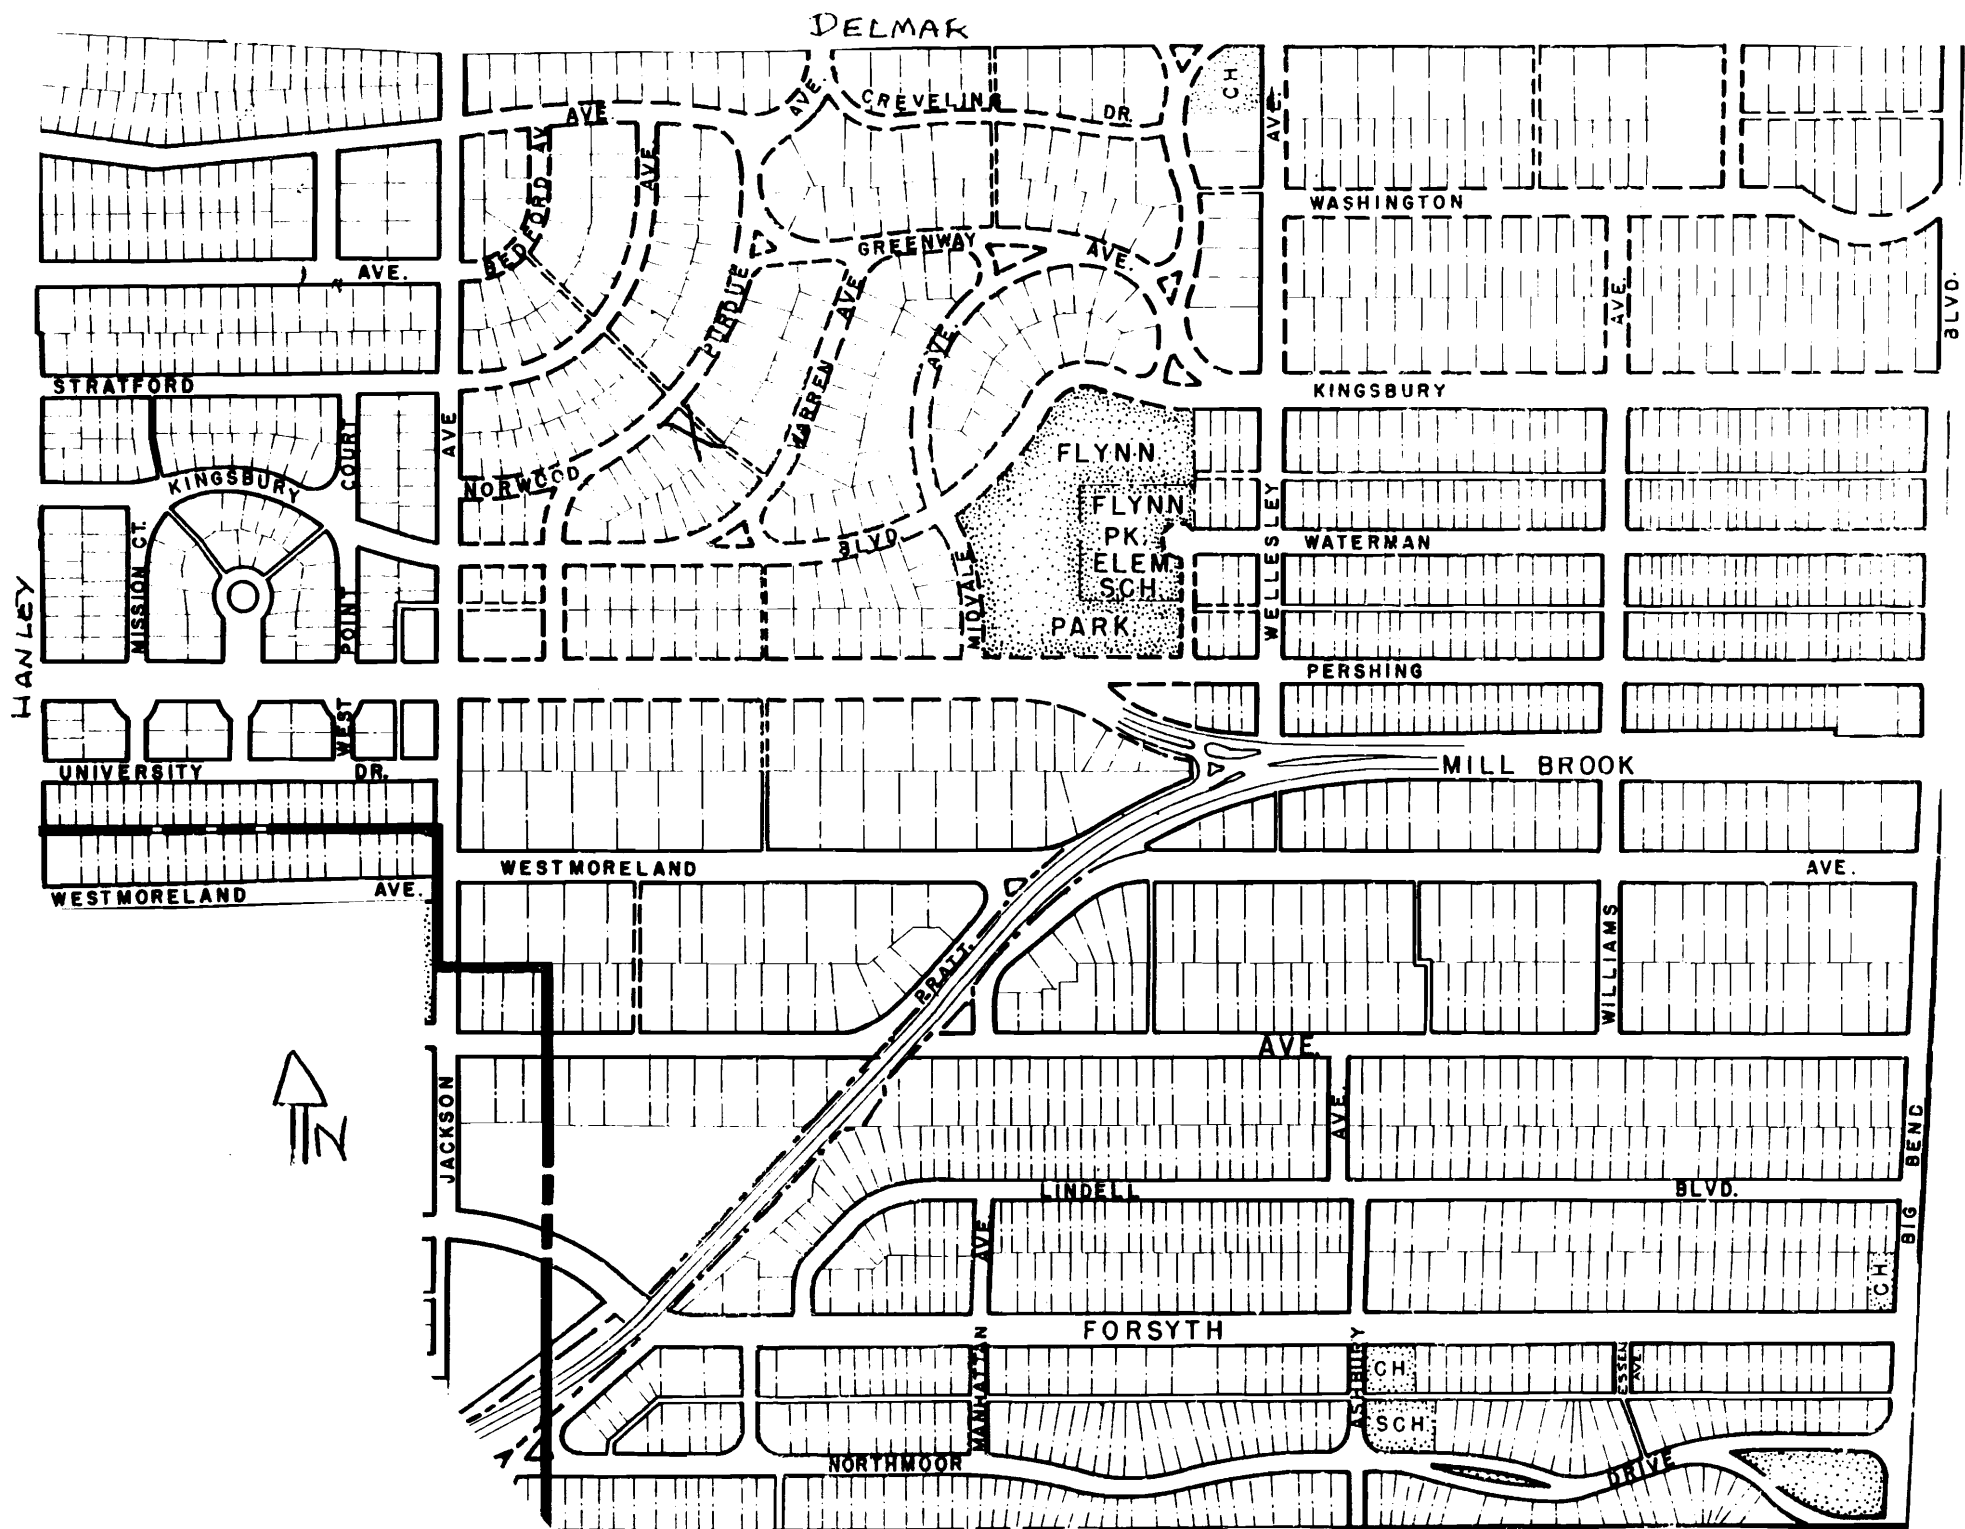 DELMAR
AVE.
CREVELING
DR.
CH
AVE.
AVE
BEDFORD AV
AVE.
WASHINGTON
GREENWAY
AVE.
AVE.
PURDUE
WARREN AVE
AVE.
AVE.
BLVD.
STRATFORD
KINGSBURY
COURT
AVE
KINGSBURY
NORWOOD
FLYNN
FLYNN
PK.
ELEM
SCH
PARK
MISSION CT.
BLVD
MIDVALE
WELLESLEY
WATERMAN
HANLEY
POINT
WEST
PERSHING
UNIVERSITY
DR.
MILL BROOK
WESTMORELAND
AVE.
WESTMORELAND
AVE.
WILLIAMS
PRATT
AVE.
N
JACKSON
AVE.
LINDELL
BLVD.
BIG BEND
AVE.
CH
FORSYTH
MANHATTAN
ASHBURY
CH
ESSEN AVE.
SCH
NORTHMOOR
DRIVE